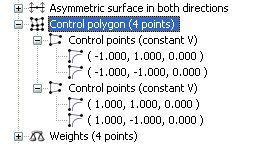 Asymmetric surface in both directions
Control polygon (4 points)
Control points (constant V)
( -1.000, 1.000, 0.000 )
( -1.000, -1.000, 0.000 )
Control points (constant V)
( 1.000, 1.000, 0.000 )
( 1.000, -1.000, 0.000 )
Weights (4 points)